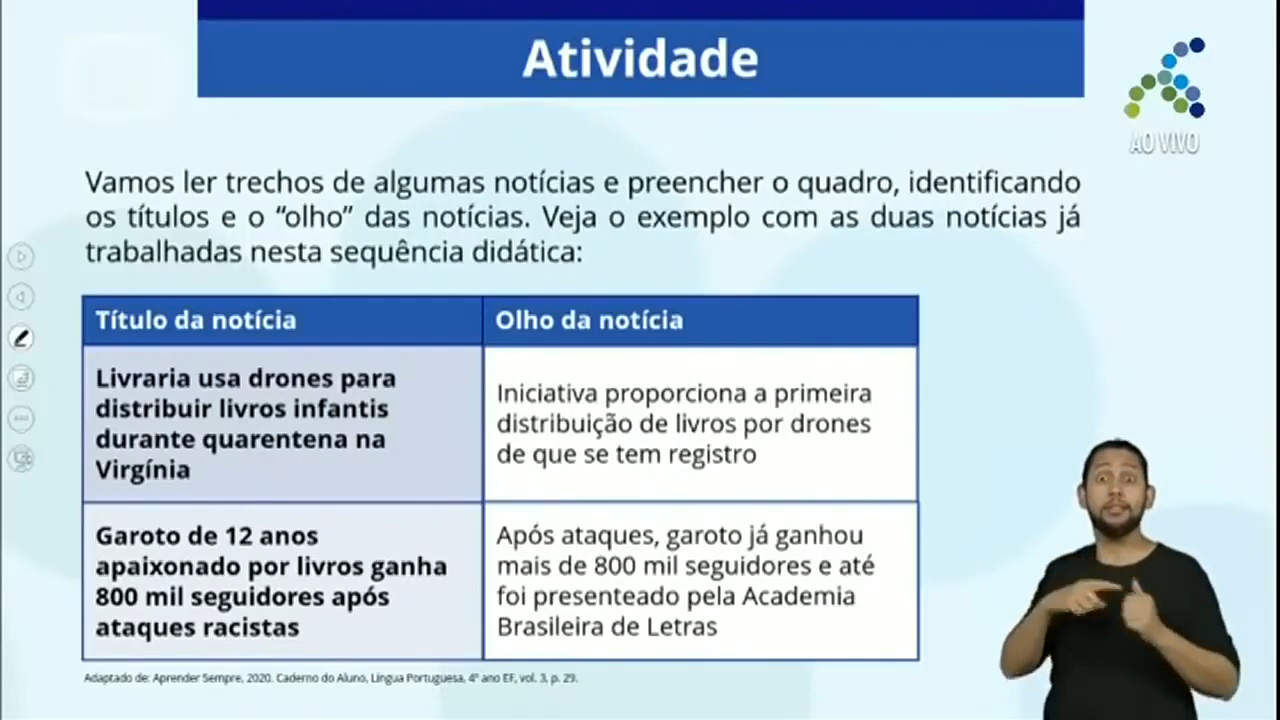 Atividade
AO VIVO
Vamos ler trechos de algumas notícias e preencher o quadro, identificando
os títulos e o “olho” das notícias. Veja o exemplo com as duas notícias já
trabalhadas nesta sequência didática:
Título da notícia
Olho da notícia
Livraria usa drones para
distribuir livros infantis
durante quarentena na
Virgínia
Iniciativa proporciona a primeira
distribuição de livros por drones
de que se tem registro
Garoto de 12 anos
apaixonado por livros ganha
800 mil seguidores após
ataques racistas
Após ataques, garoto já ganhou
mais de 800 mil seguidores e até
foi presenteado pela Academia
Brasileira de Letras
Adaptado de: Aprender Sempre, 2020. Caderno do Aluno, Língua Portuguesa, 4º ano EF, vol. 3, p. 29.